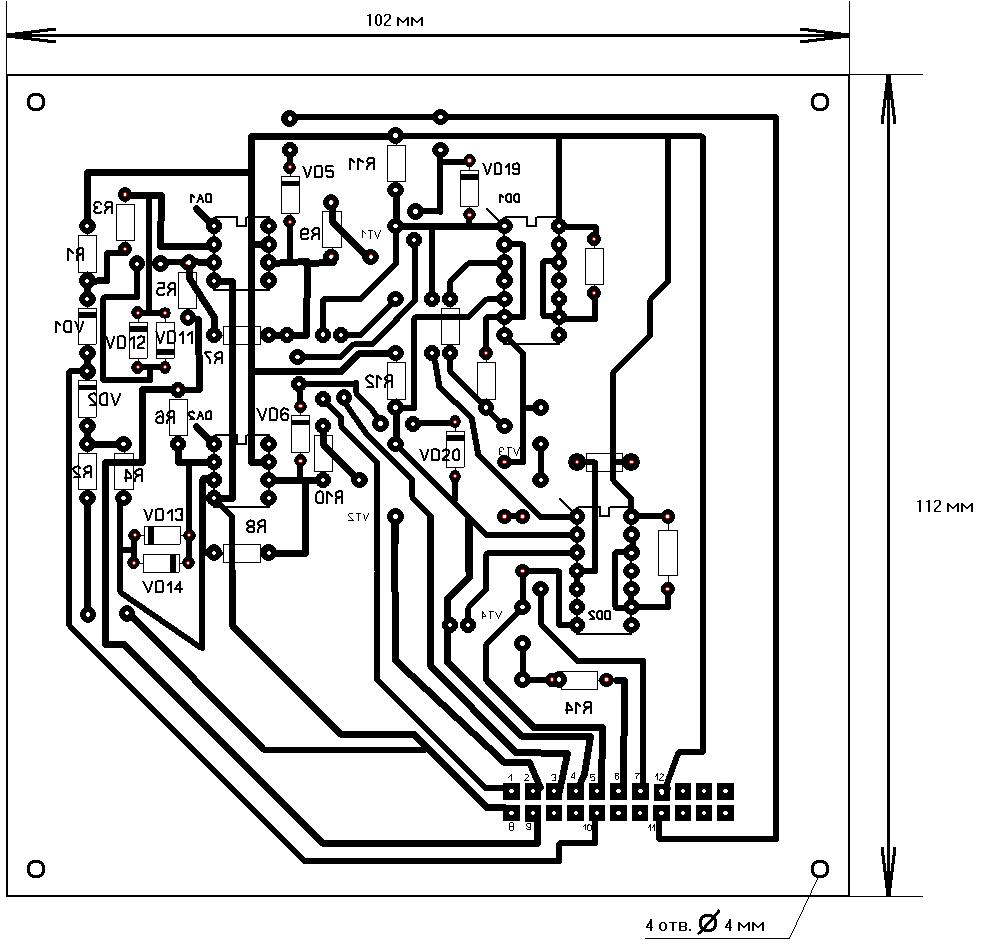 102 мм
R11
VD5
VD19
R3
DA1
DD1
R9
VT1
R1
R5
VD1
VD12
VD11
R7
R12
VD2
R6
DA2
VD6
VD20
VT3
R2
R4
R10
112 мм
VD13
VT2
R8
VD14
VT4
DD2
R14
1 2 3 4 5 6 7 12
8 9 10 11
4 отв. Ø 4 мм